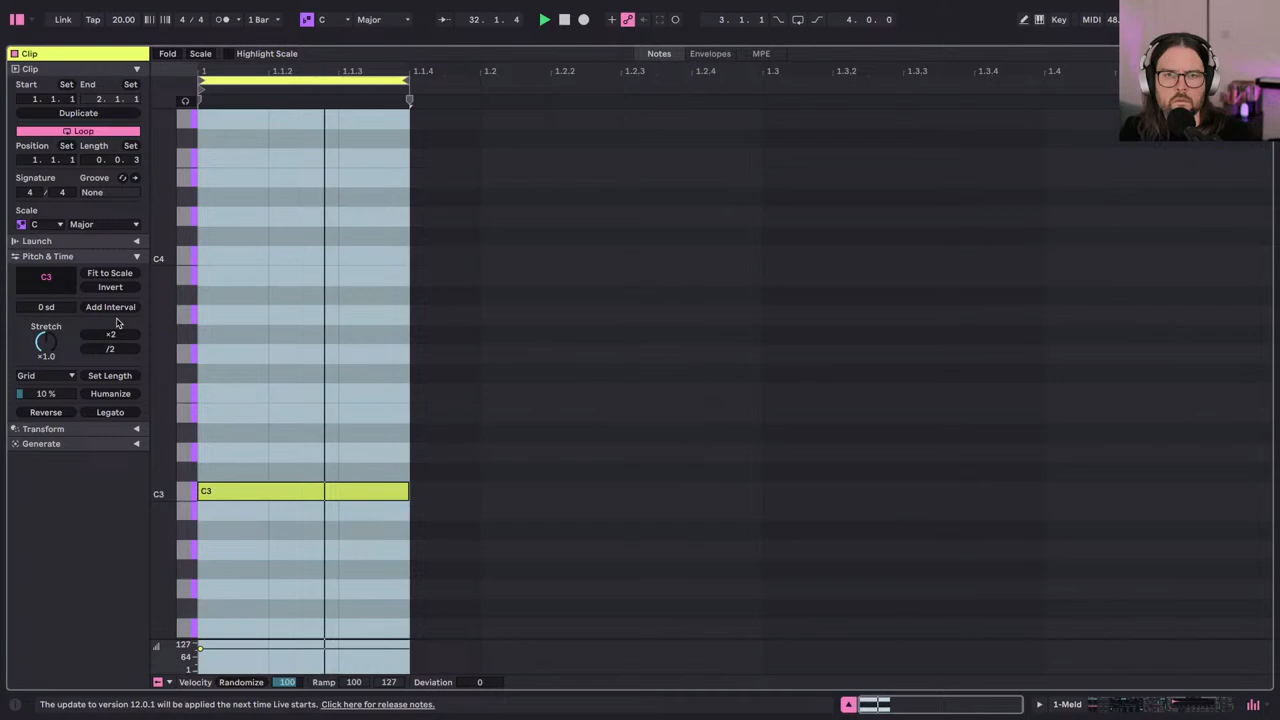 Link Tap 20.00 4 / 4 1 Bar C Major 32. 1. 4 3. 1. 1 4. 0. 0 Key MIDI 48.
Clip Fold Scale Highlight Scale Notes Envelopes MPE
Clip
1 1.1.2 1.1.3 1.1.4 1.2 1.2.2 1.2.3 1.2.4 1.3 1.3.2 1.3.3 1.3.4 1.4
Start Set End Set
1. 1. 1 2. 1. 1
Duplicate
Loop
Position Set Length Set
1. 1. 1 0. 0. 3
Signature Groove
4 / 4 None
Scale
C Major
Launch
Pitch & Time
C4
C3 Fit to Scale
Invert
0 sd Add Interval
Stretch
×2
/2
×1.0
Grid Set Length
10 % Humanize
Reverse Legato
Transform
Generate
C3 C3
127
64
1
Velocity Randomize 100 Ramp 100 127 Deviation 0
The update to version 12.0.1 will be applied the next time Live starts. Click here for release notes. 1-Meld